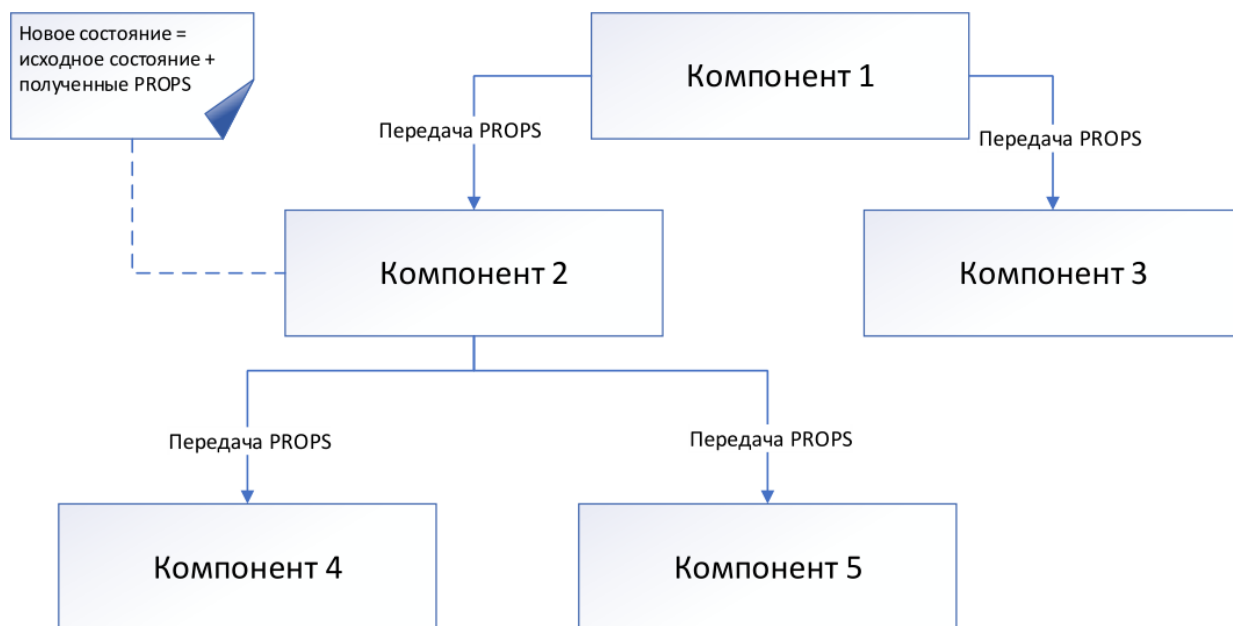 Новое состояние =
исходное состояние +
полученные PROPS
Компонент 1
Передача PROPS
Передача PROPS
Компонент 2
Компонент 3
Передача PROPS
Передача PROPS
Компонент 4
Компонент 5